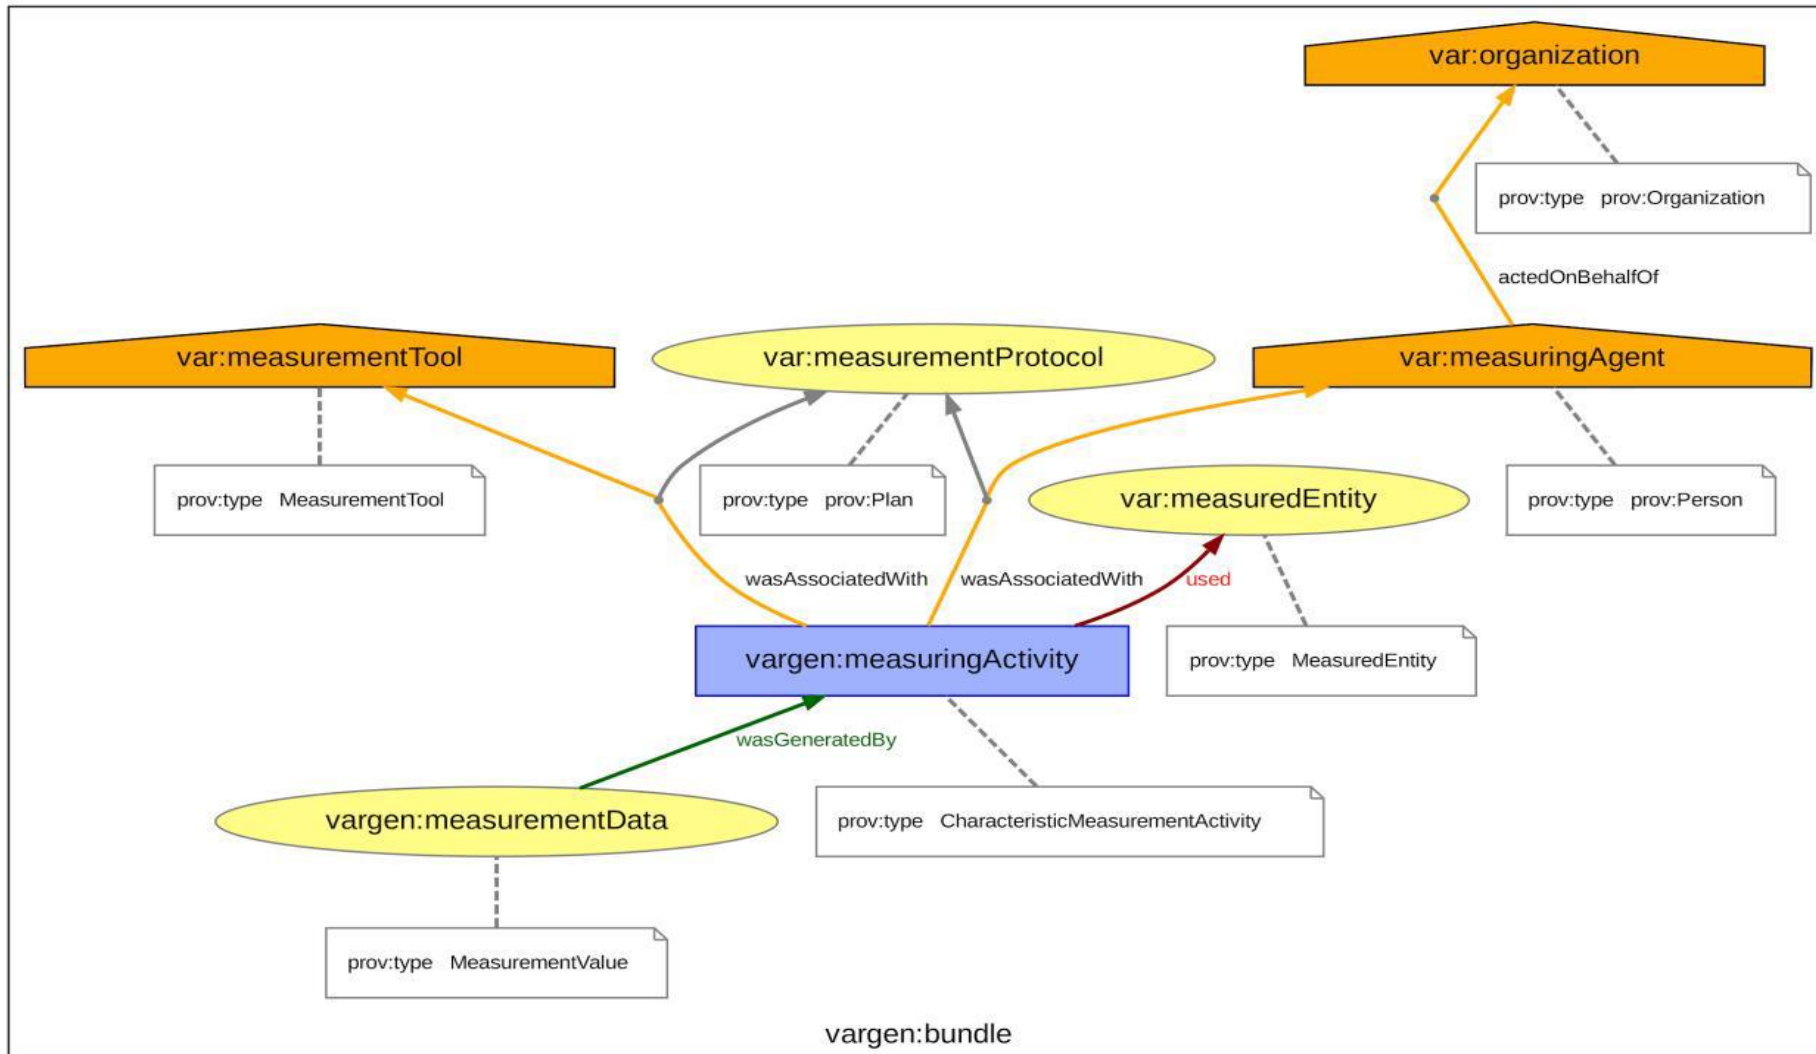 var:organization
prov:type prov:Organization
actedOnBehalfOf
var:measurementTool
var:measurementProtocol
var:measuringAgent
prov:type MeasurementTool
prov:type prov:Plan
var:measuredEntity
prov:type prov:Person
wasAssociatedWith
wasAssociatedWith
used
vargen:measuringActivity
prov:type MeasuredEntity
wasGeneratedBy
vargen:measurementData
prov:type CharacteristicMeasurementActivity
prov:type MeasurementValue
vargen:bundle